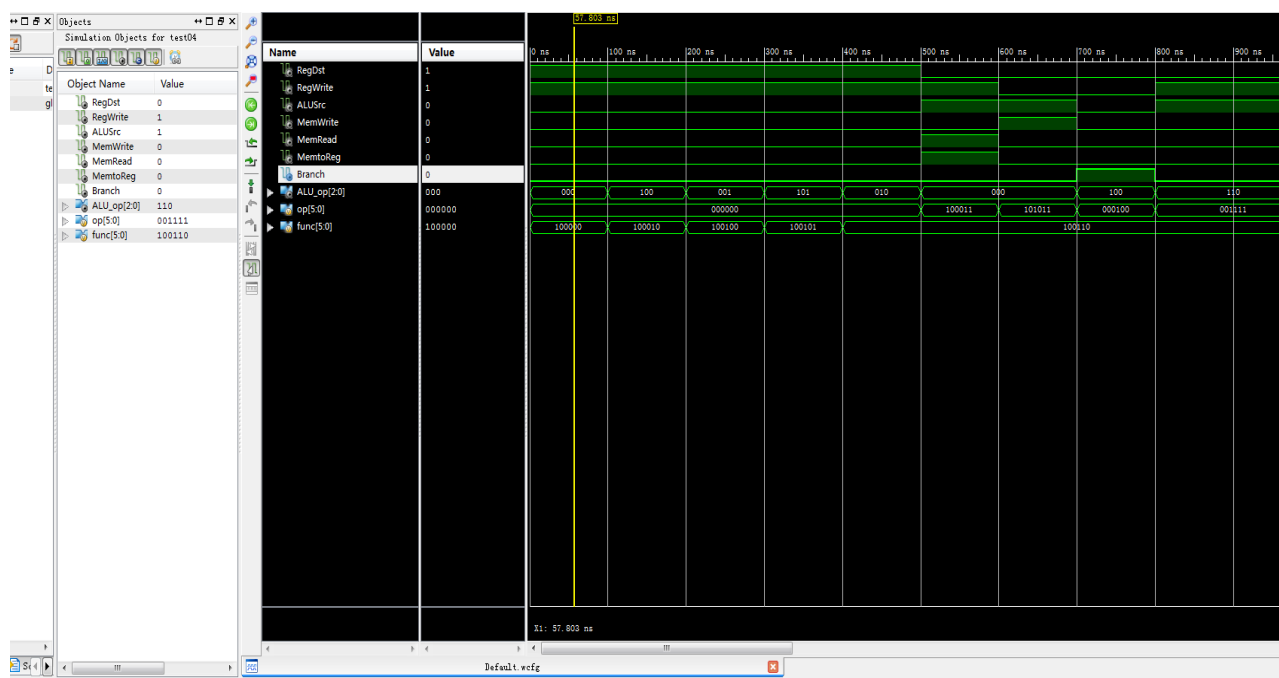 Objects
Simulation Objects for test04
Object Name Value
RegDst 0
RegWrite 1
ALUSrc 1
MemWrite 0
MemRead 0
MemtoReg 0
Branch 0
ALU_op[2:0] 110
op[5:0] 001111
func[5:0] 100110
D
te
gl
57.803 ns
Name Value
0 ns 100 ns 200 ns 300 ns 400 ns 500 ns 600 ns 700 ns 800 ns 900 ns
RegDst 1
RegWrite 1
ALUSrc 0
MemWrite 0
MemRead 0
MemtoReg 0
Branch 0
ALU_op[2:0] 000 000 100 001 101 010 000 100 110
op[5:0] 000000 000000 100011 101011 000100 001111
func[5:0] 100000 100000 100010 100100 100101 100110
X1: 57.803 ns
Default.wcfg